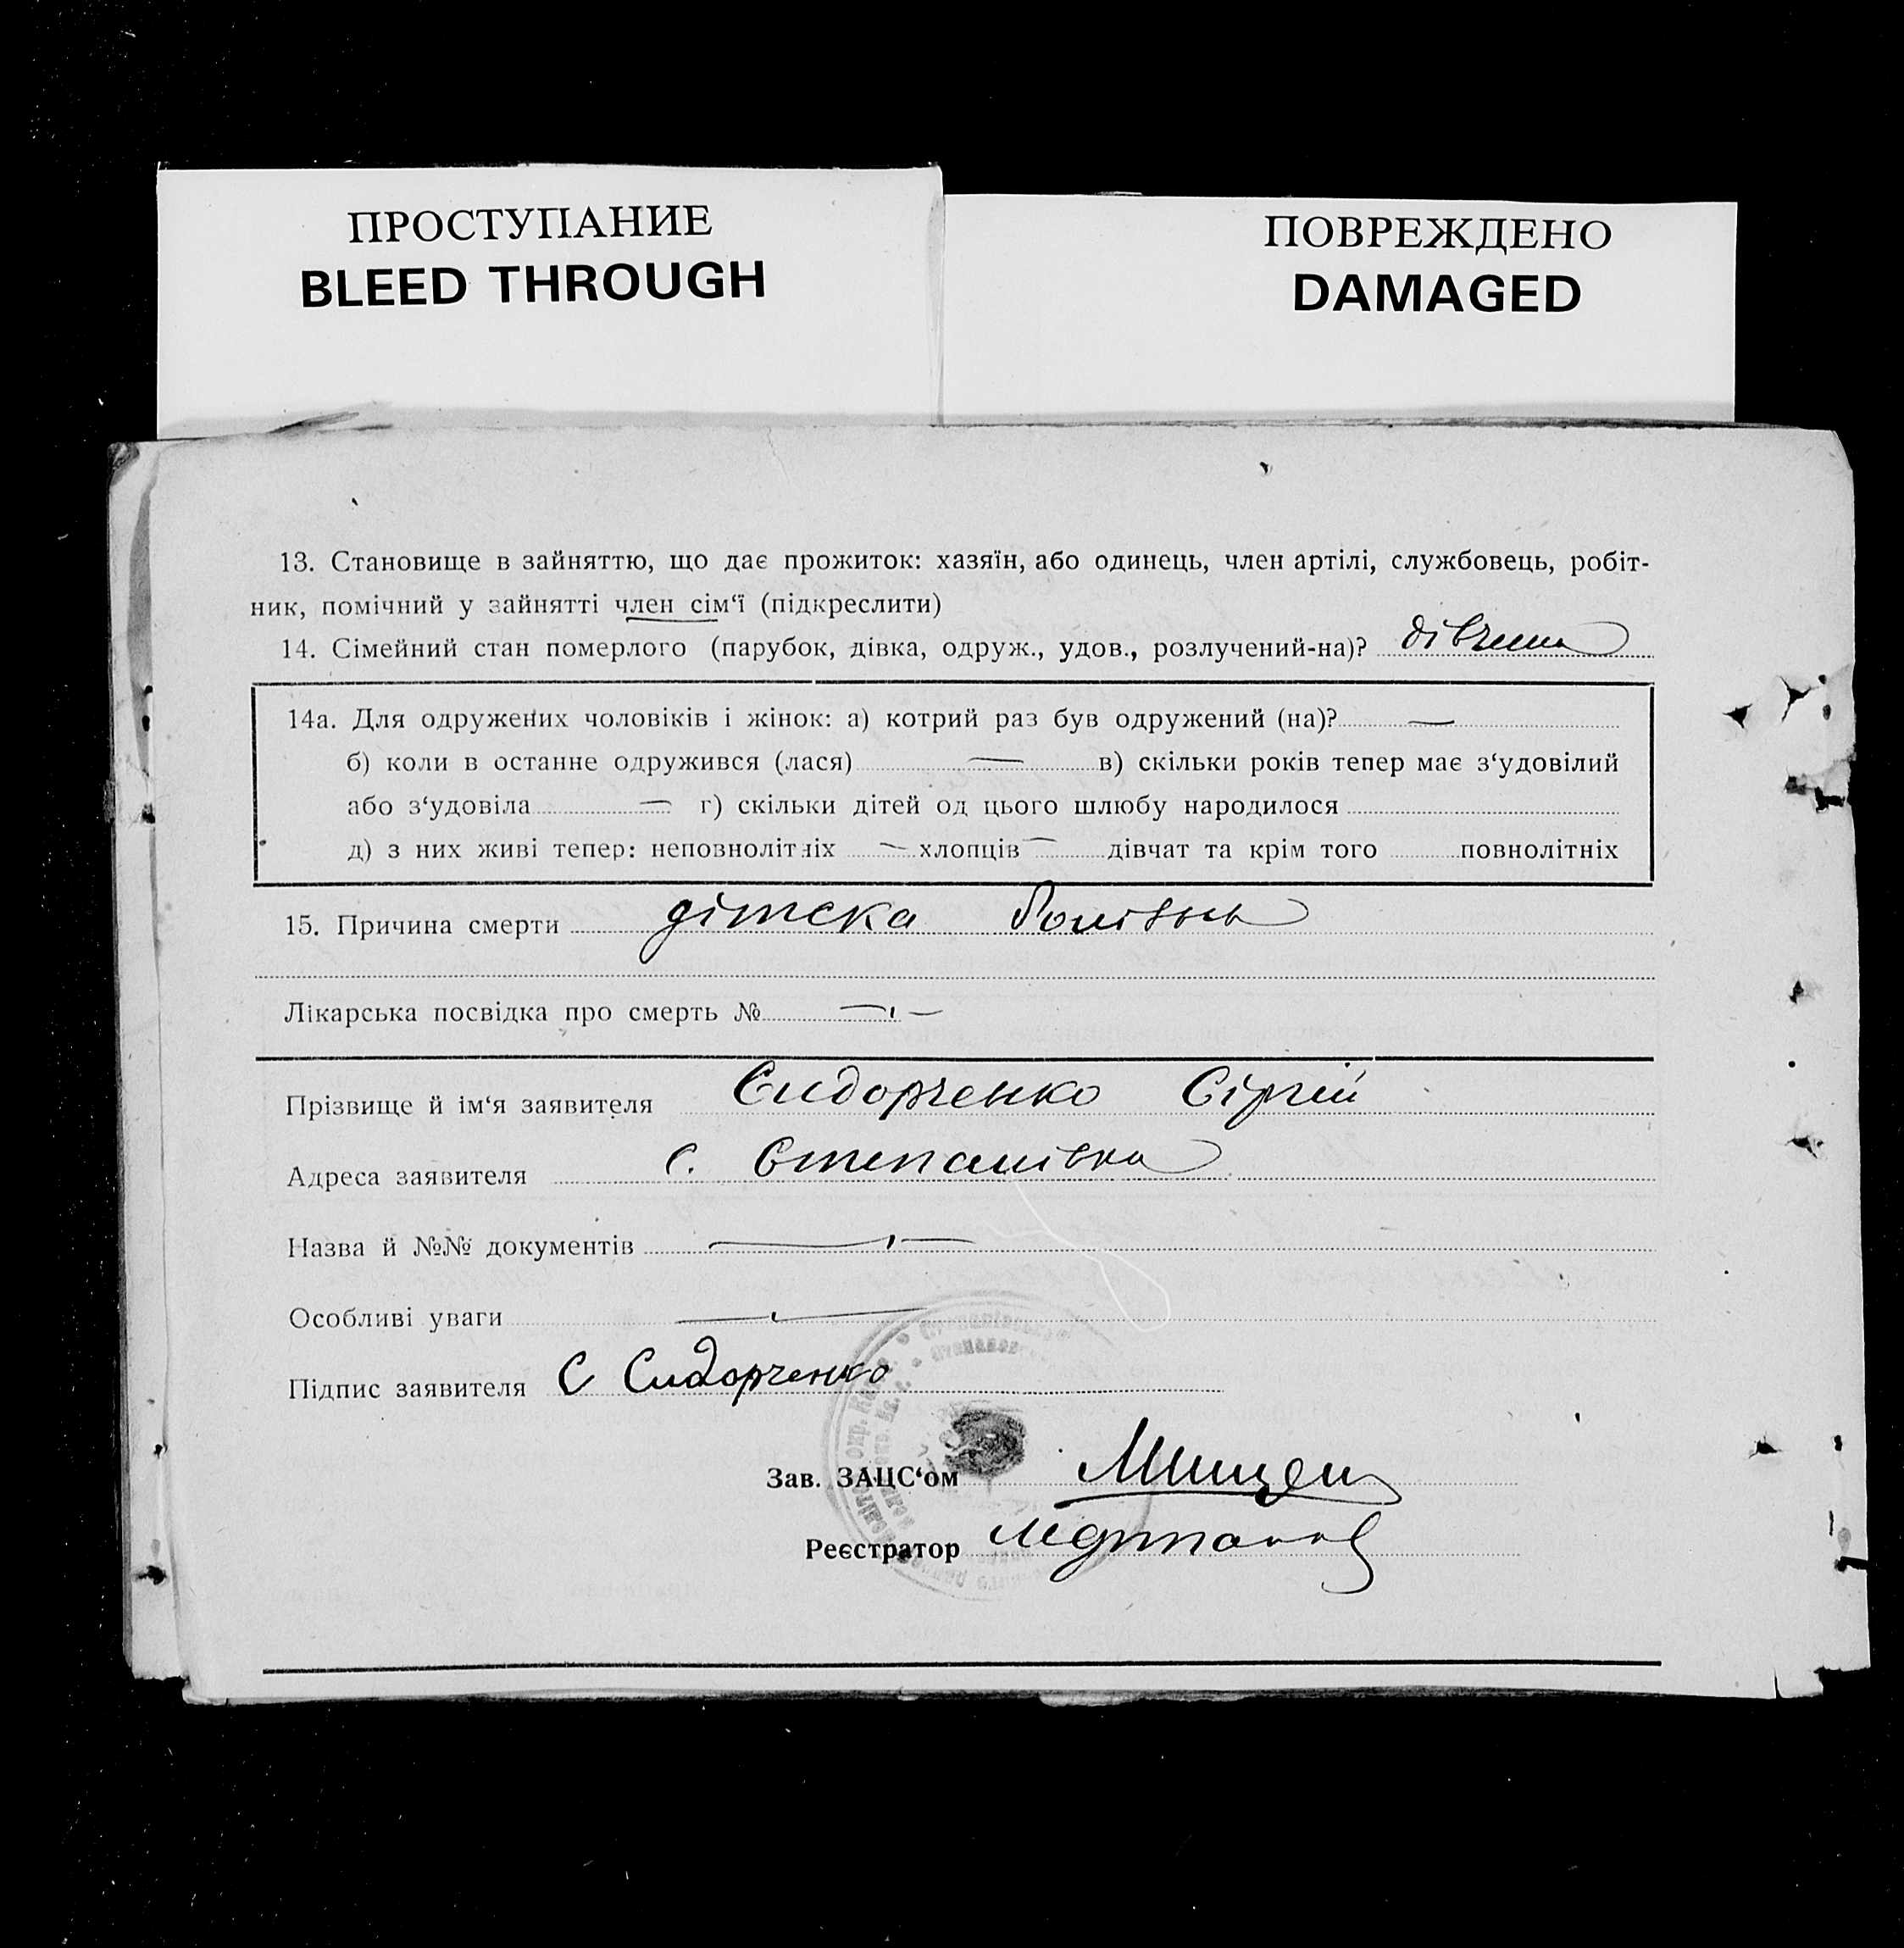 ПРОСТУПАНИЕ
BLEED THROUGH
ПОВРЕЖДЕНО
DAMAGED
13. Становище в зайняттю, що дає прожиток: хазяїн, або одинець, член артілі, службовець, робіт-
ник, помічний у зайнятті член сім‘ї (підкреслити)
14. Сімейний стан померлого (парубок, дівка, одруж., удов., розлучений-на)? дівчина
14а. Для одружених чоловіків і жінок: а) котрий раз був одружений (на)? —
б) коли в останне одружився (лася) — в) скільки років тепер має з‘удовілий
або з‘удовіла — г) скільки дітей од цього шлюбу народилося
д) з них живі тепер: неповнолітніх — хлопців — дівчат та крім того повнолітніх
15. Причина смерти дітска
Лікарська посвідка про смерть № —„—
Прізвище й ім‘я заявителя Сидорченко Сіргій
Адреса заявителя с. Степанівка
Назва й №№ документів —„—
Особливі уваги —„—
Підпис заявителя С Сидорченко
Зав. ЗАЦС‘ом
Реєстратор